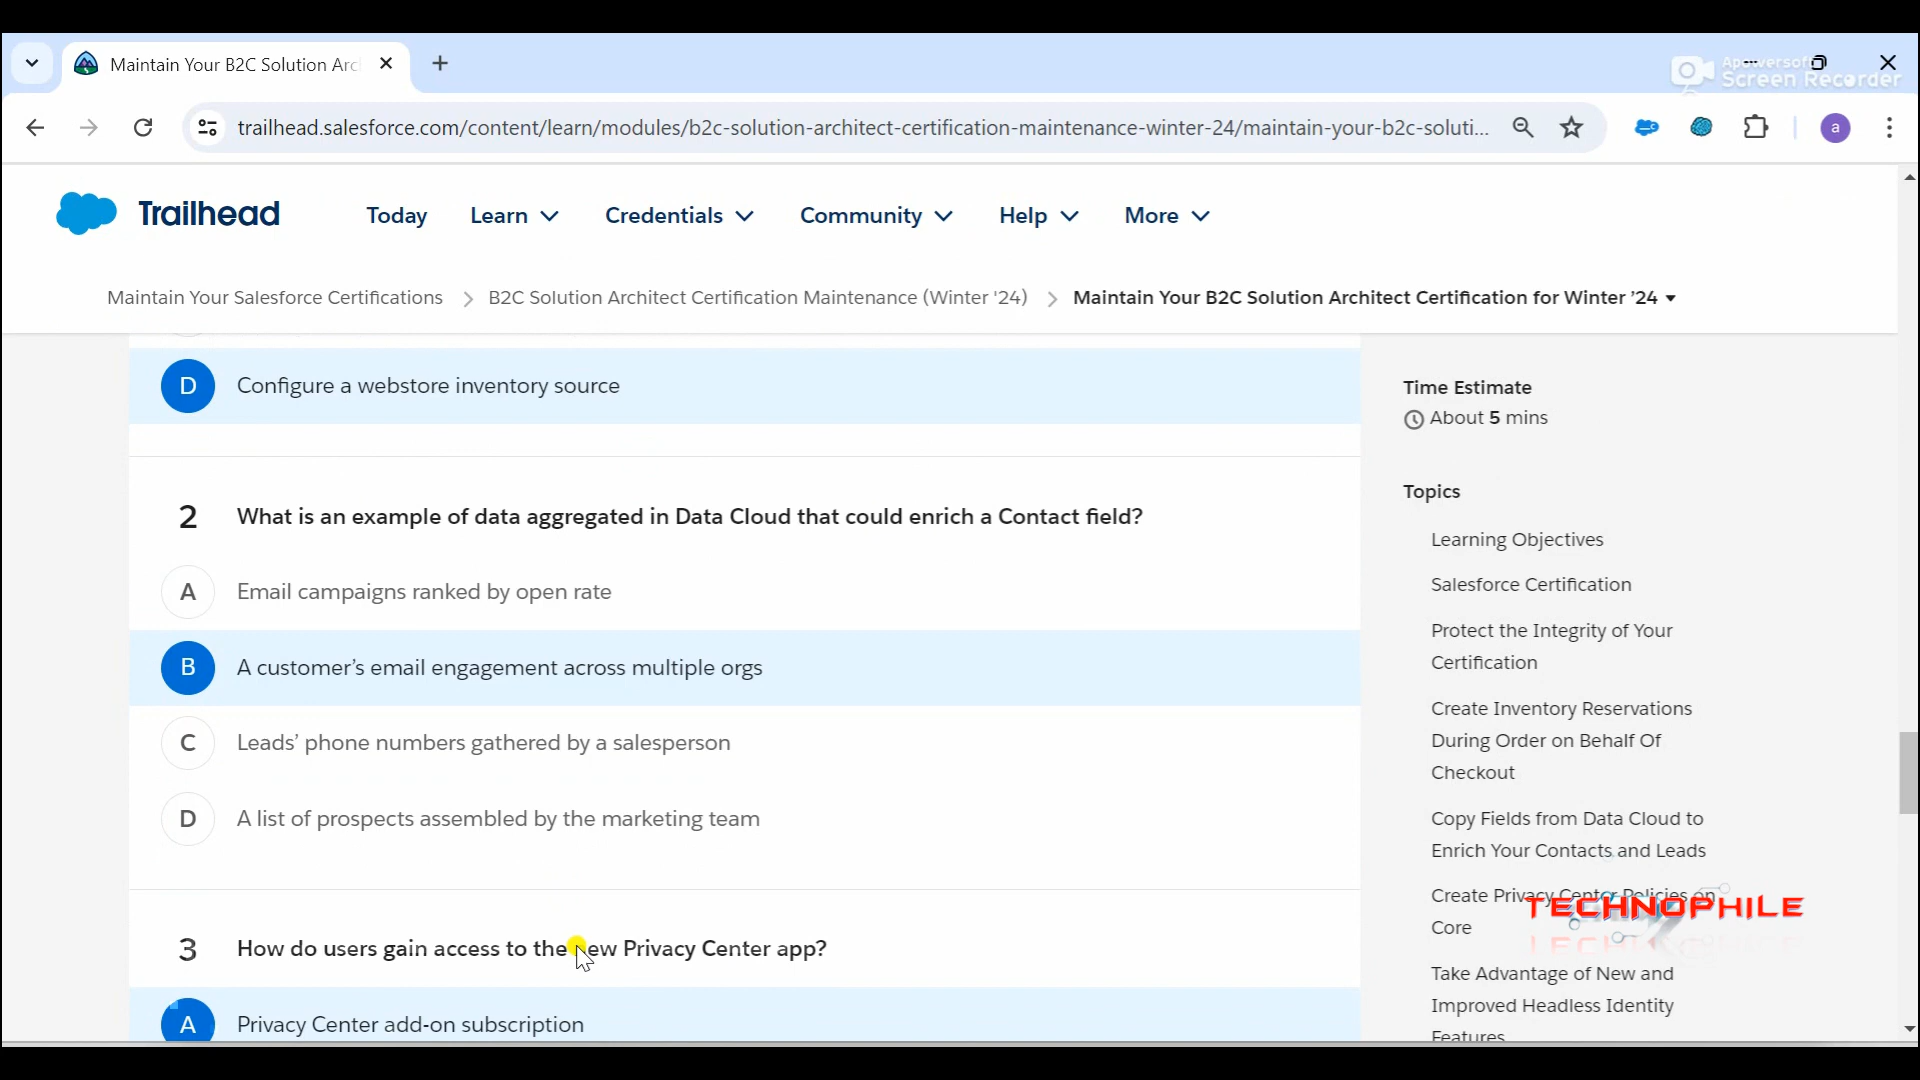 Maintain Your B2C Solution Arc
Apowersoft
Screen Recorder
trailhead.salesforce.com/content/learn/modules/b2c-solution-architect-certification-maintenance-winter-24/maintain-your-b2c-soluti...
a
Trailhead
Today
Learn
Credentials
Community
Help
More
Maintain Your Salesforce Certifications
B2C Solution Architect Certification Maintenance (Winter '24)
Maintain Your B2C Solution Architect Certification for Winter ’24
D Configure a webstore inventory source
2 What is an example of data aggregated in Data Cloud that could enrich a Contact field?
A Email campaigns ranked by open rate
B A customer’s email engagement across multiple orgs
C Leads’ phone numbers gathered by a salesperson
D A list of prospects assembled by the marketing team
3 How do users gain access to the new Privacy Center app?
A Privacy Center add-on subscription
Time Estimate
About 5 mins
Topics
Learning Objectives
Salesforce Certification
Protect the Integrity of Your
Certification
Create Inventory Reservations
During Order on Behalf Of
Checkout
Copy Fields from Data Cloud to
Enrich Your Contacts and Leads
Create Privacy Center Policies on
Core
TECHNOPHILE
Take Advantage of New and
Improved Headless Identity
Features